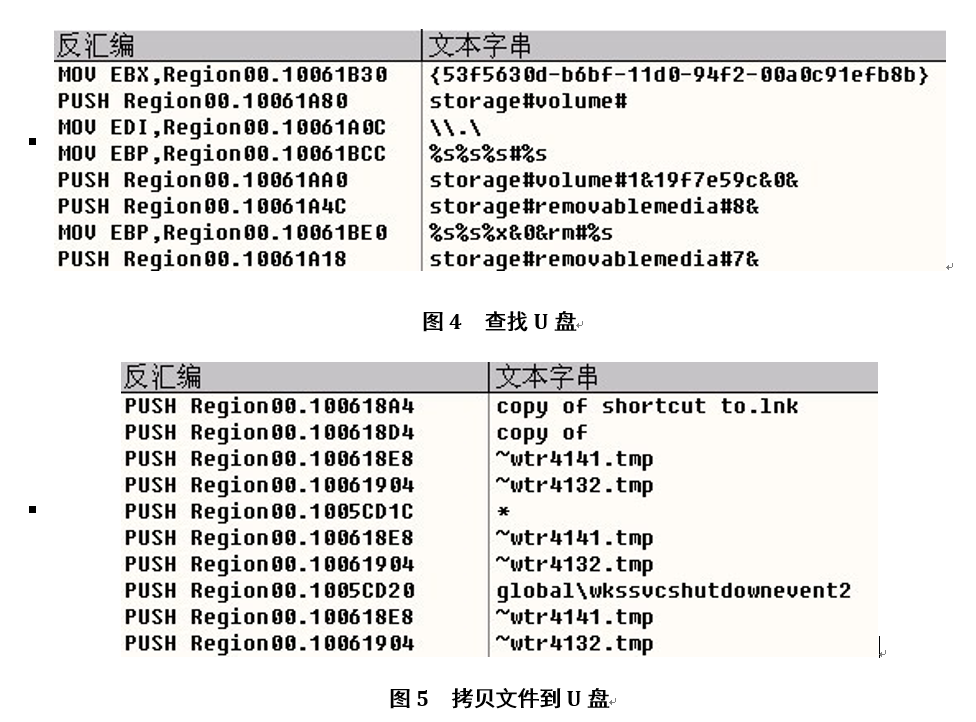 反汇编 文本字串
MOV EBX,Region00.10061B30 {53f5630d-b6bf-11d0-94f2-00a0c91efb8b}
PUSH Region00.10061A80 storage#volume#
MOV EDI,Region00.10061A0C \\.\
MOV EBP,Region00.10061BCC %s%s%s#%s
PUSH Region00.10061AA0 storage#volume#1&19f7e59c&0&
PUSH Region00.10061A4C storage#removablemedia#8&
MOV EBP,Region00.10061BE0 %s%s%x&0&rm#%s
PUSH Region00.10061A18 storage#removablemedia#7&
图 4 查找 U 盘
反汇编 文本字串
PUSH Region00.100618A4 copy of shortcut to.lnk
PUSH Region00.100618D4 copy of
PUSH Region00.100618E8 ~wtr4141.tmp
PUSH Region00.10061904 ~wtr4132.tmp
PUSH Region00.1005CD1C *
PUSH Region00.100618E8 ~wtr4141.tmp
PUSH Region00.10061904 ~wtr4132.tmp
PUSH Region00.1005CD20 global\wkssvcshutdownevent2
PUSH Region00.100618E8 ~wtr4141.tmp
PUSH Region00.10061904 ~wtr4132.tmp
图 5 拷贝文件到 U 盘